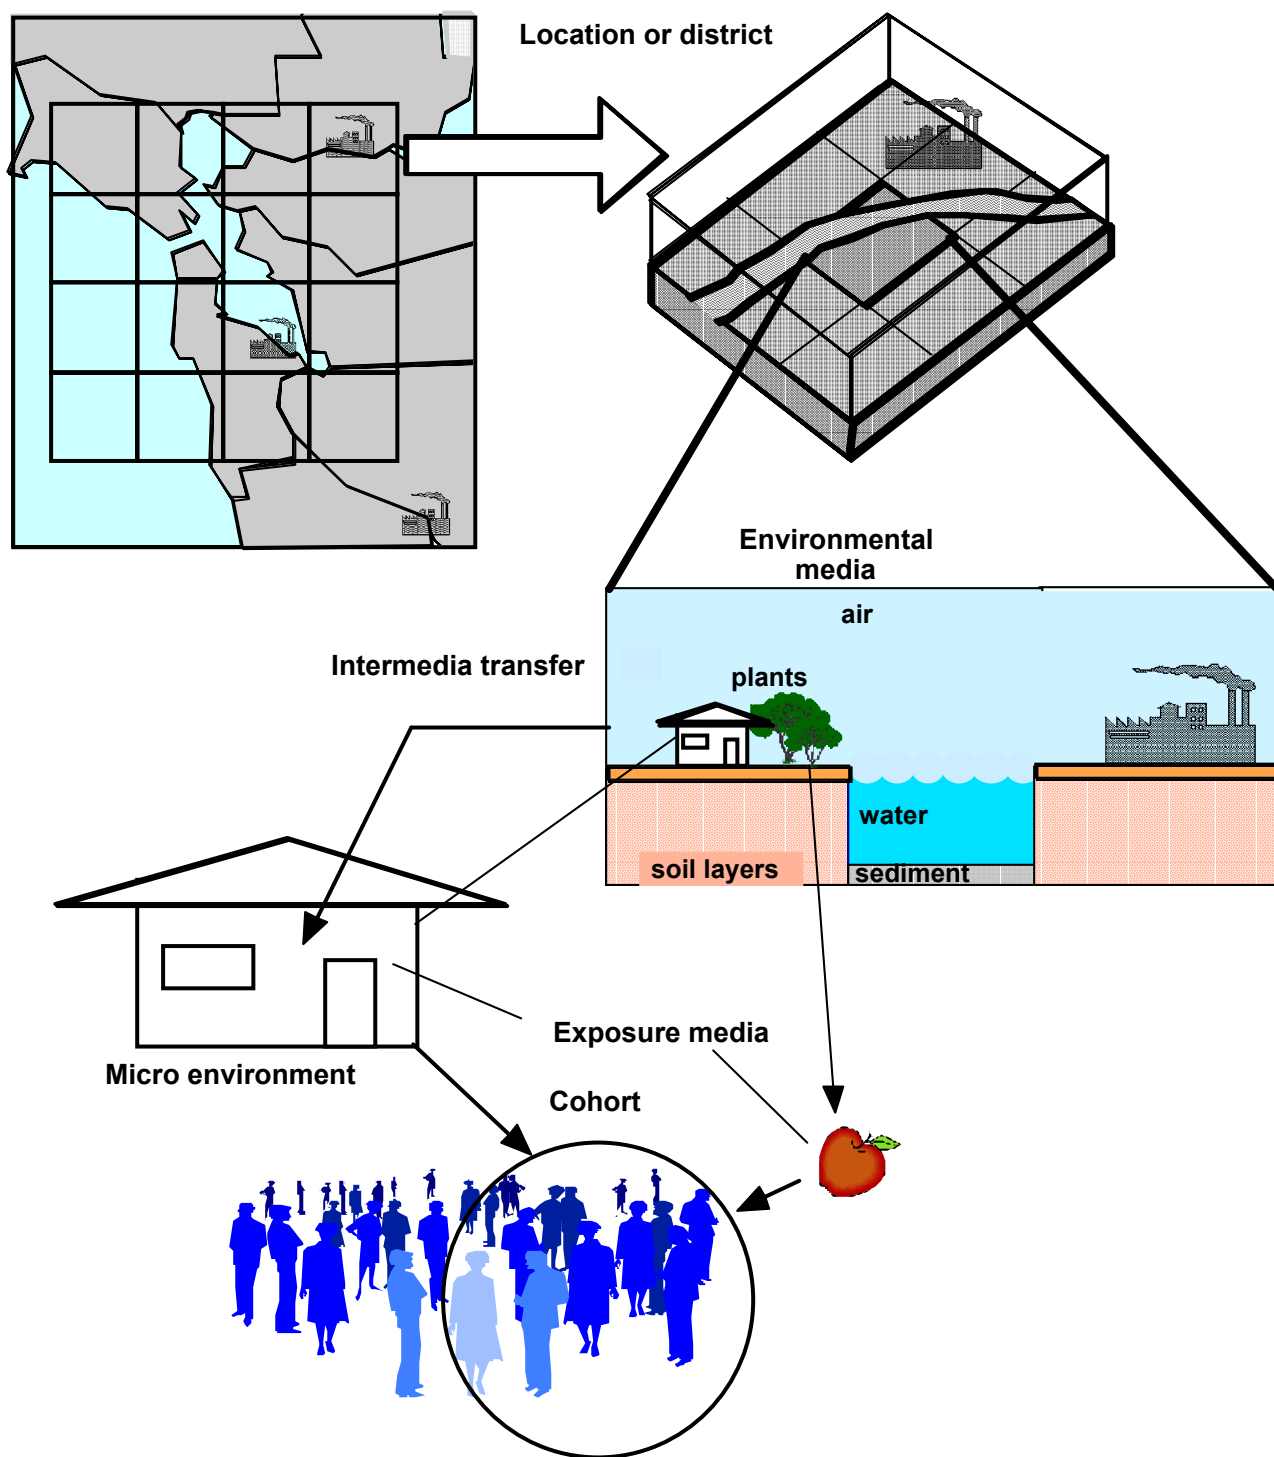 Location or district
Environmental
media
air
Intermedia transfer
plants
water
soil layers
sediment
Exposure media
Micro environment
Cohort